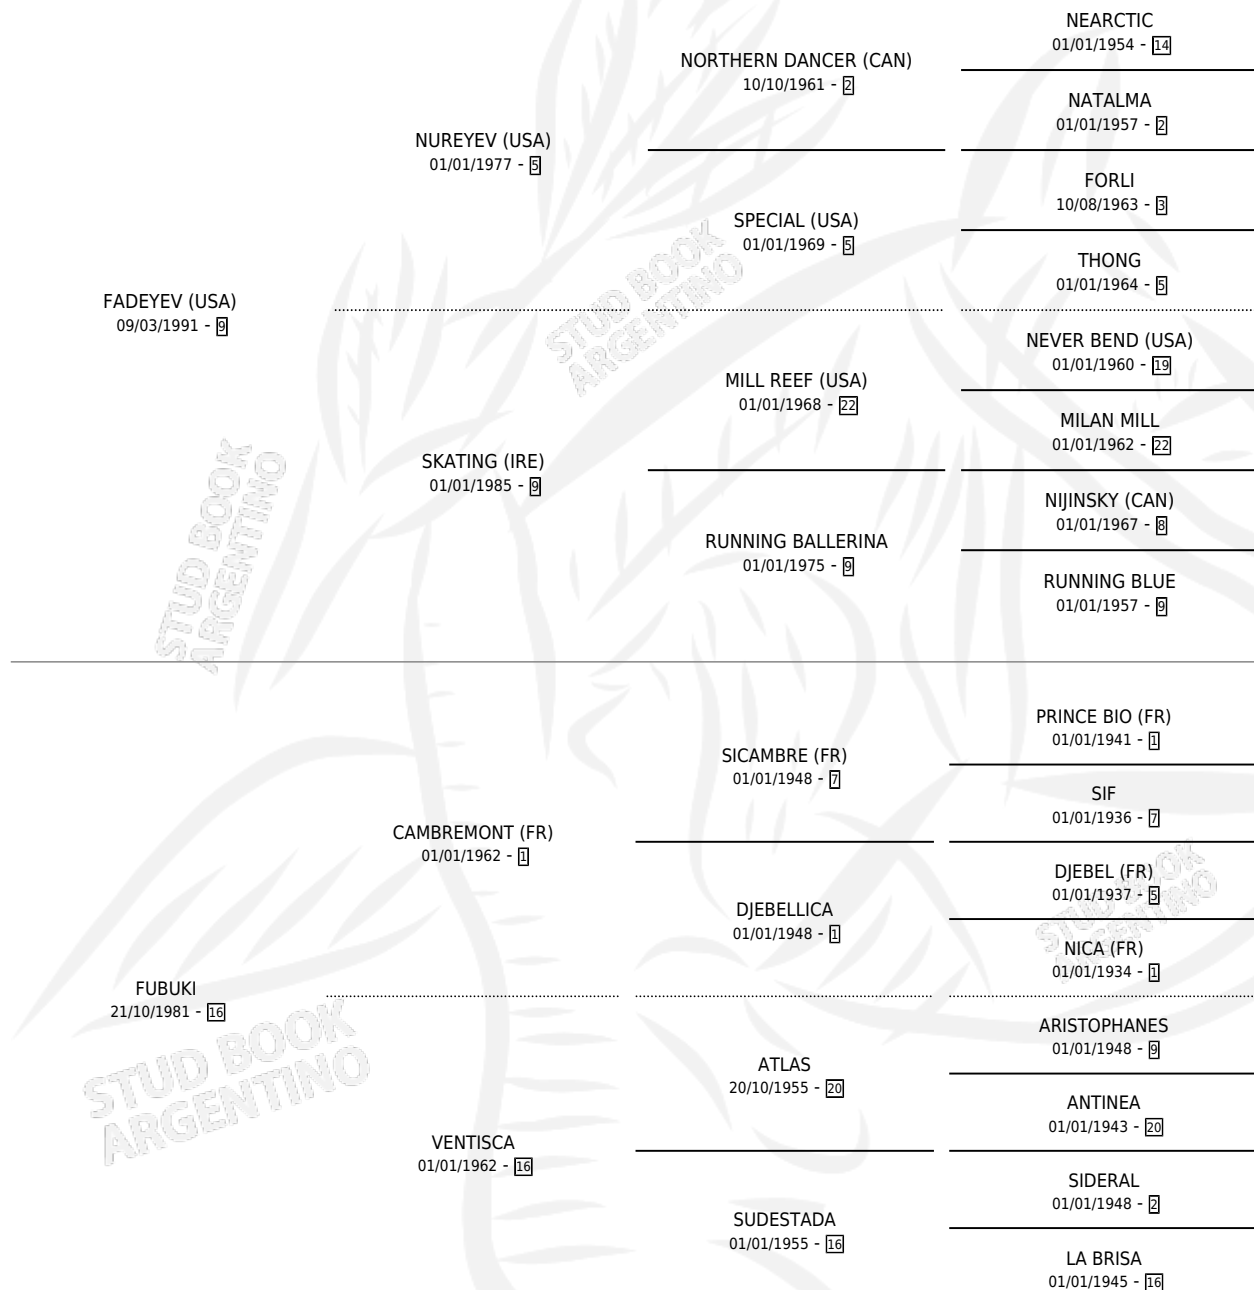 NEARCTIC
01/01/1954 - 14
NORTHERN DANCER (CAN)
10/10/1961 - 2
NATALMA
01/01/1957 - 2
NUREYEV (USA)
01/01/1977 - 5
FORLI
10/08/1963 - 3
SPECIAL (USA)
01/01/1969 - 5
THONG
01/01/1964 - 5
FADEYEV (USA)
09/03/1991 - 9
NEVER BEND (USA)
01/01/1960 - 19
MILL REEF (USA)
01/01/1968 - 22
MILAN MILL
01/01/1962 - 22
SKATING (IRE)
01/01/1985 - 9
NIJINSKY (CAN)
01/01/1967 - 8
RUNNING BALLERINA
01/01/1975 - 9
RUNNING BLUE
01/01/1957 - 9
PRINCE BIO (FR)
01/01/1941 - 1
SICAMBRE (FR)
01/01/1948 - 7
SIF
01/01/1936 - 7
CAMBREMONT (FR)
01/01/1962 - 1
DJEBEL (FR)
01/01/1937 - 5
DJEBELLICA
01/01/1948 - 1
NICA (FR)
01/01/1934 - 1
FUBUKI
21/10/1981 - 16
ARISTOPHANES
01/01/1948 - 9
ATLAS
20/10/1955 - 20
ANTINEA
01/01/1943 - 20
VENTISCA
01/01/1962 - 16
SIDERAL
01/01/1948 - 2
SUDESTADA
01/01/1955 - 16
LA BRISA
01/01/1945 - 16
STUD BOOK
ARGENTINO
STUD BOOK
ARGENTINO
STUD BOOK
ARGENTINO
STUD BOOK
ARGENTINO